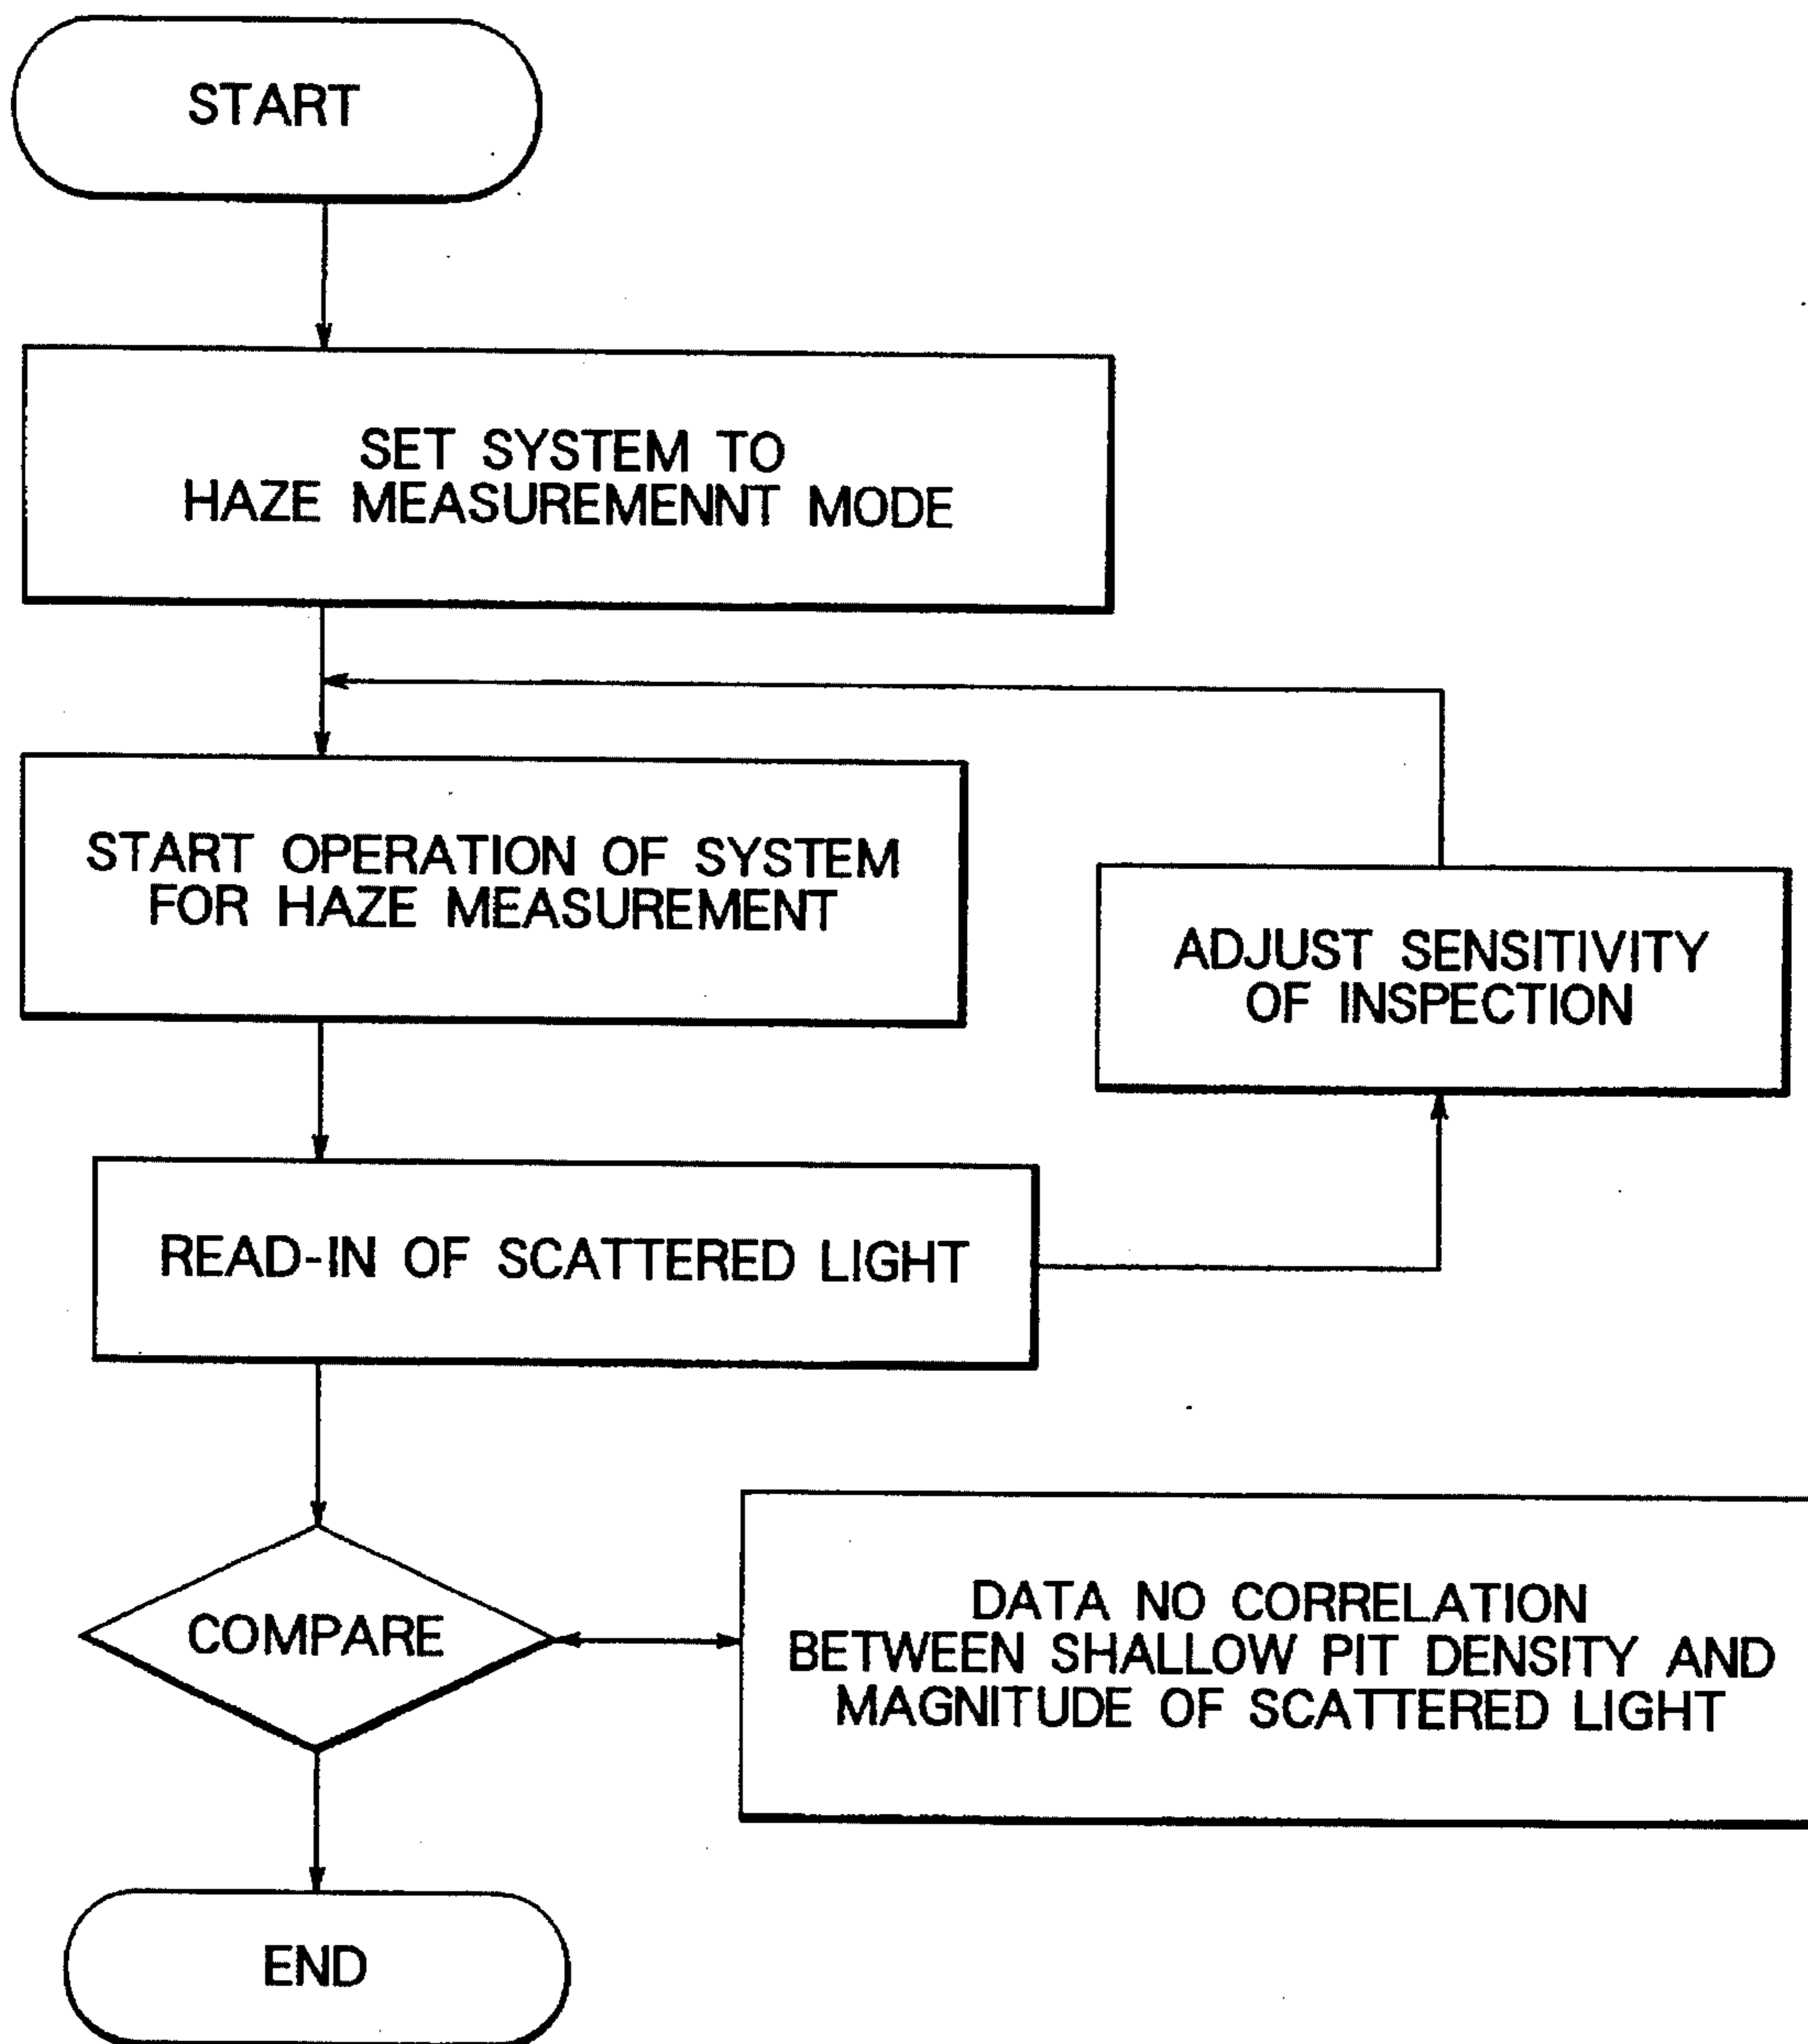 START
SET SYSTEM TO
HAZE MEASUREMENNT MODE
START OPERATION OF SYSTEM
FOR HAZE MEASUREMENT
ADJUST SENSITIVITY
OF INSPECTION
READ-IN OF SCATTERED LIGHT
COMPARE
DATA NO CORRELATION
BETWEEN SHALLOW PIT DENSITY AND
MAGNITUDE OF SCATTERED LIGHT
END